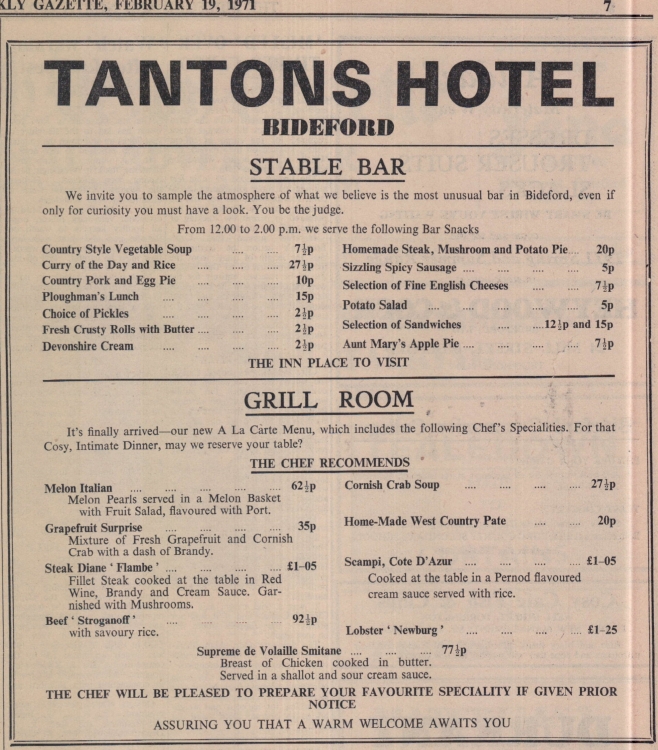 KLY GAZETTE, FEBRUARY 19, 1971 7
TANTONS HOTEL
BIDEFORD
STABLE BAR
We invite you to sample the atmosphere of what we believe is the most unusual bar in Bideford, even if
only for curiosity you must have a look. You be the judge.
From 12.00 to 2.00 p.m. we serve the following Bar Snacks
Country Style Vegetable Soup .... .... 7½p
Curry of the Day and Rice .... .... 27½p
Country Pork and Egg Pie .... .... 10p
Ploughman's Lunch .... .... .... 15p
Choice of Pickles .... .... .... 2½p
Fresh Crusty Rolls with Butter .... .... 2½p
Devonshire Cream .... .... .... 2½p
Homemade Steak, Mushroom and Potato Pie.... 20p
Sizzling Spicy Sausage .... .... .... 5p
Selection of Fine English Cheeses .... 7½p
Potato Salad .... .... .... .... 5p
Selection of Sandwiches .... ....12½p and 15p
Aunt Mary's Apple Pie .... .... .... 7½p
THE INN PLACE TO VISIT
GRILL ROOM
It's finally arrived—our new A La Carte Menu, which includes the following Chef's Specialities. For that
Cosy, Intimate Dinner, may we reserve your table?
THE CHEF RECOMMENDS
Melon Italian .... .... .... .... 62½p
Melon Pearls served in a Melon Basket
with Fruit Salad, flavoured with Port.
Grapefruit Surprise .... .... .... 35p
Mixture of Fresh Grapefruit and Cornish
Crab with a dash of Brandy.
Steak Diane ' Flambe ' .... .... .... £1–05
Fillet Steak cooked at the table in Red
Wine, Brandy and Cream Sauce. Gar-
nished with Mushrooms.
Beef ' Stroganoff ' .... .... .... 92½p
with savoury rice.
Cornish Crab Soup .... .... .... 27½p
Home-Made West Country Pate .... .... 20p
Scampi, Cote D'Azur .... .... .... £1–05
Cooked at the table in a Pernod flavoured
cream sauce served with rice.
Lobster ' Newburg ' .... .... .... .... £1–25
Supreme de Volaille Smitane .... .... 77½p
Breast of Chicken cooked in butter.
Served in a shallot and sour cream sauce.
THE CHEF WILL BE PLEASED TO PREPARE YOUR FAVOURITE SPECIALITY IF GIVEN PRIOR
NOTICE
ASSURING YOU THAT A WARM WELCOME AWAITS YOU